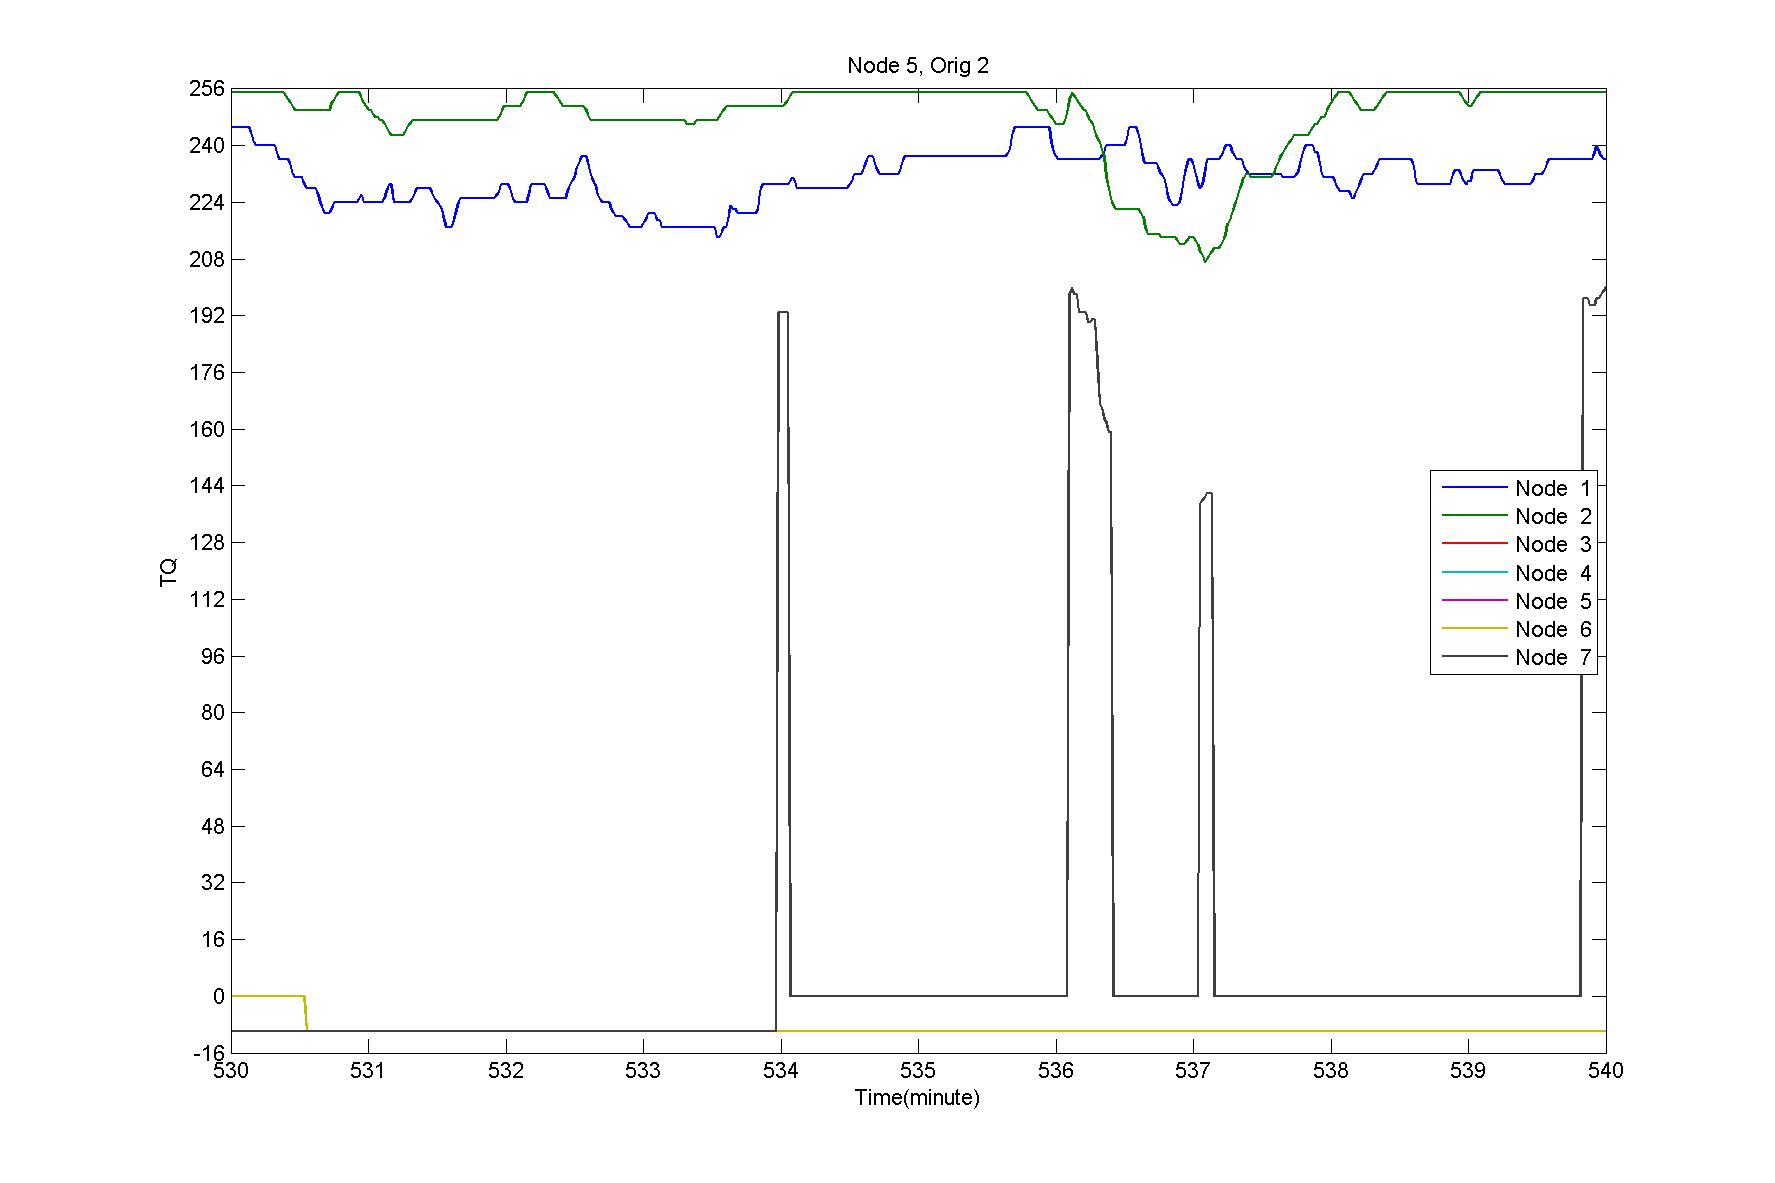 Node 5, Orig 2
256
240
224
208
192
176
160
144
128
112
96
80
64
48
32
16
0
-16
TQ
Node 1
Node 2
Node 3
Node 4
Node 5
Node 6
Node 7
530 531 532 533 534 535 536 537 538 539 540
Time(minute)